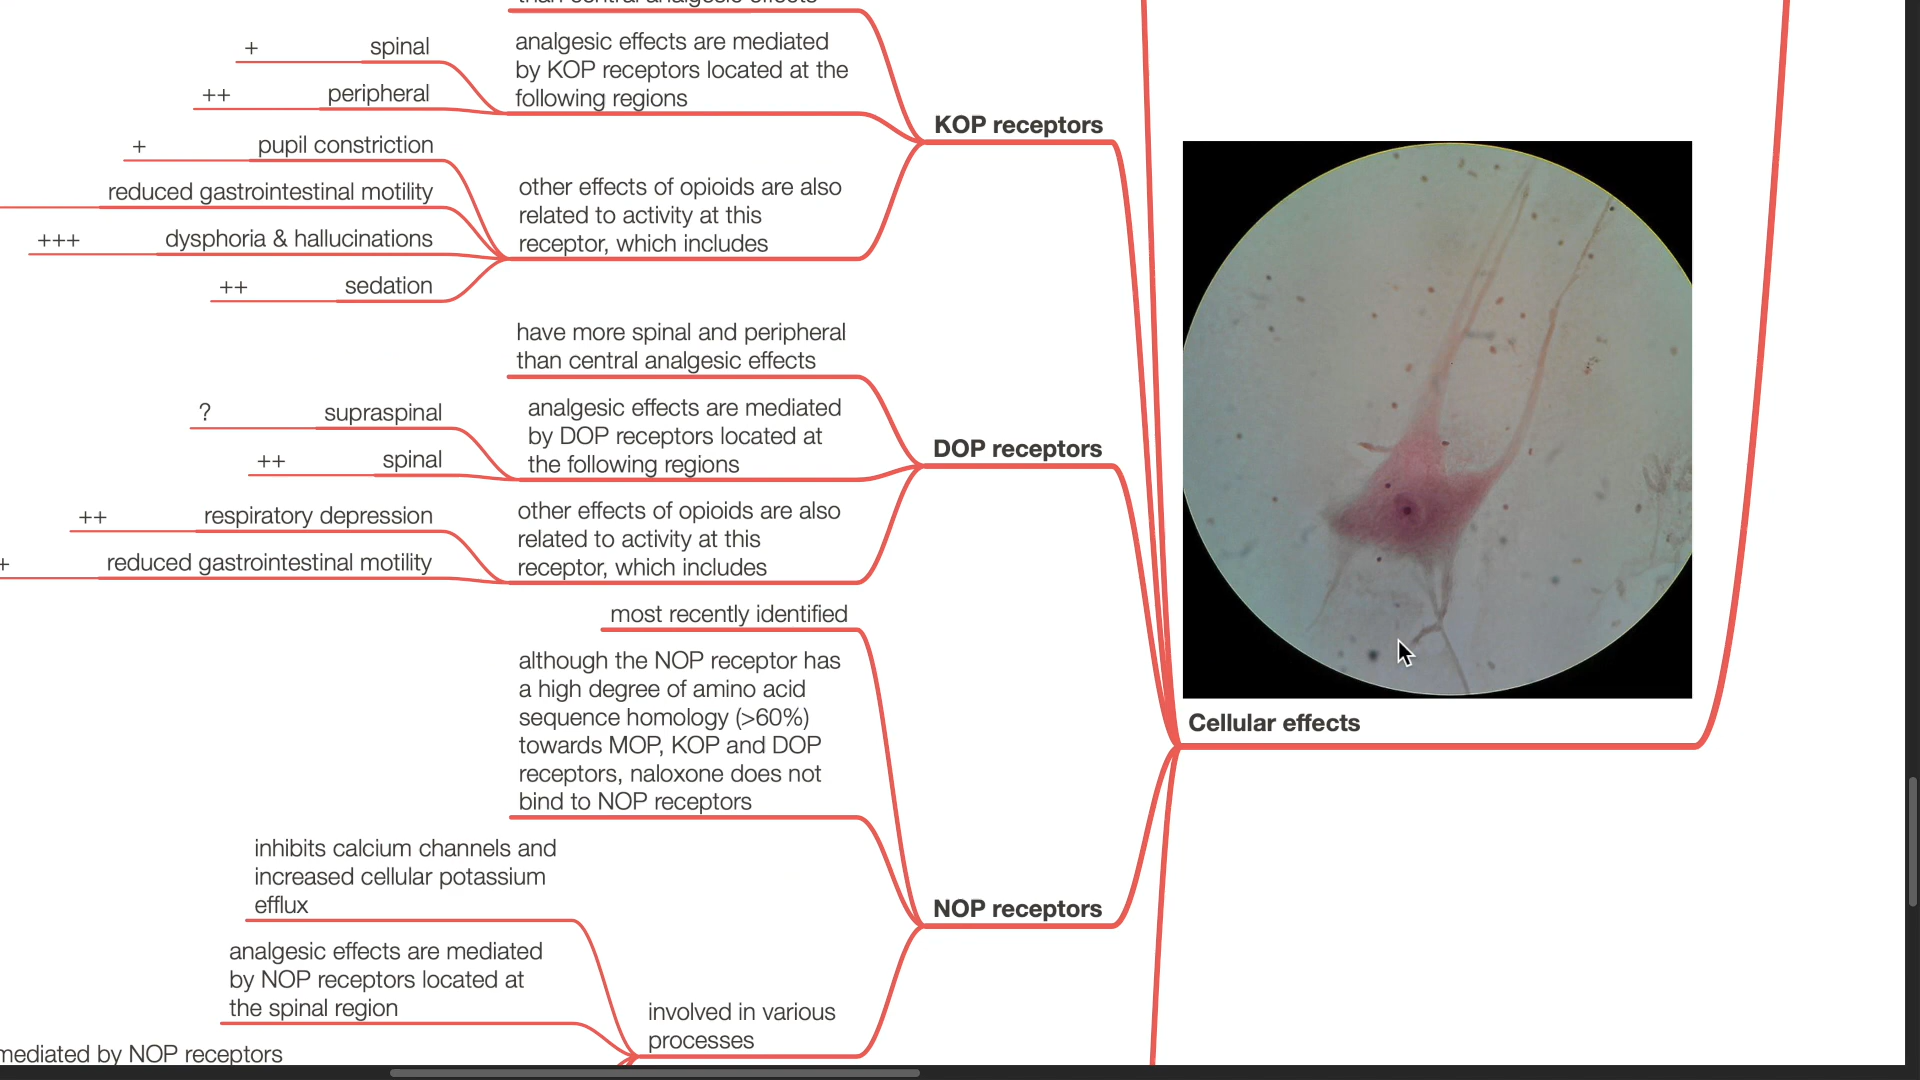 than central analgesic effects
analgesic effects are mediated
by KOP receptors located at the
following regions
spinal
+
peripheral
++
KOP receptors
other effects of opioids are also
related to activity at this
receptor, which includes
pupil constriction
+
reduced gastrointestinal motility
dysphoria & hallucinations
+++
sedation
++
have more spinal and peripheral
than central analgesic effects
analgesic effects are mediated
by DOP receptors located at
the following regions
supraspinal
?
spinal
++
DOP receptors
other effects of opioids are also
related to activity at this
receptor, which includes
respiratory depression
++
reduced gastrointestinal motility
+
most recently identified
although the NOP receptor has
a high degree of amino acid
sequence homology (>60%)
towards MOP, KOP and DOP
receptors, naloxone does not
bind to NOP receptors
NOP receptors
involved in various
processes
inhibits calcium channels and
increased cellular potassium
efflux
analgesic effects are mediated
by NOP receptors located at
the spinal region
mediated by NOP receptors
Cellular effects